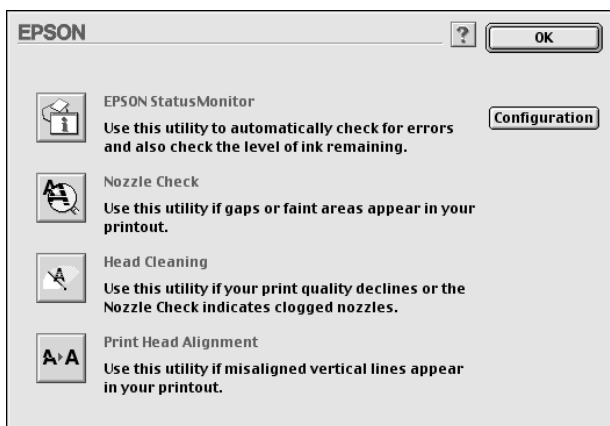 EPSON
?
OK
EPSON StatusMonitor
Use this utility to automatically check for errors
and also check the level of ink remaining.
Configuration
Nozzle Check
Use this utility if gaps or faint areas appear in your
printout.
Head Cleaning
Use this utility if your print quality declines or the
Nozzle Check indicates clogged nozzles.
Print Head Alignment
Use this utility if misaligned vertical lines appear
in your printout.